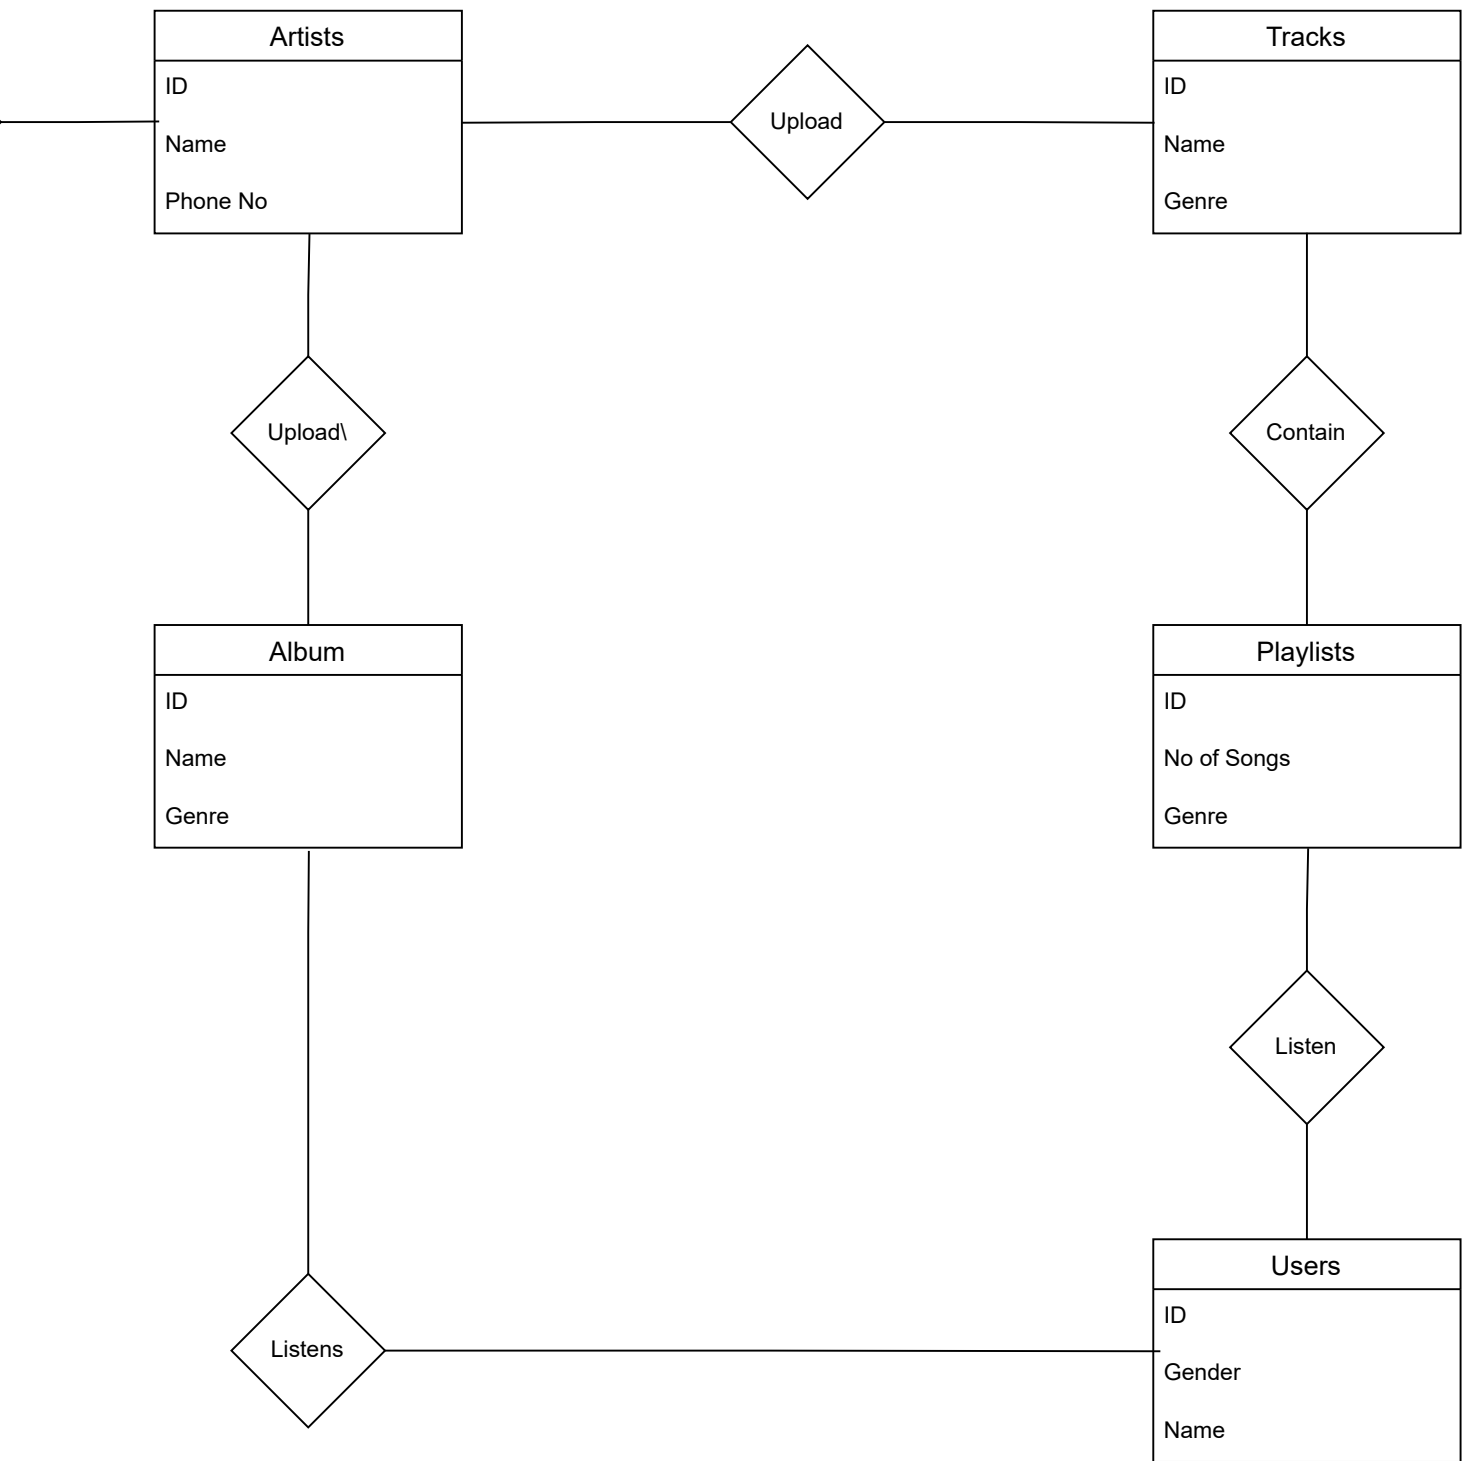 Artists
ID
Name
Phone No
Upload
Tracks
ID
Name
Genre
Upload\
Contain
Album
ID
Name
Genre
Playlists
ID
No of Songs
Genre
Listen
Listens
Users
ID
Gender
Name